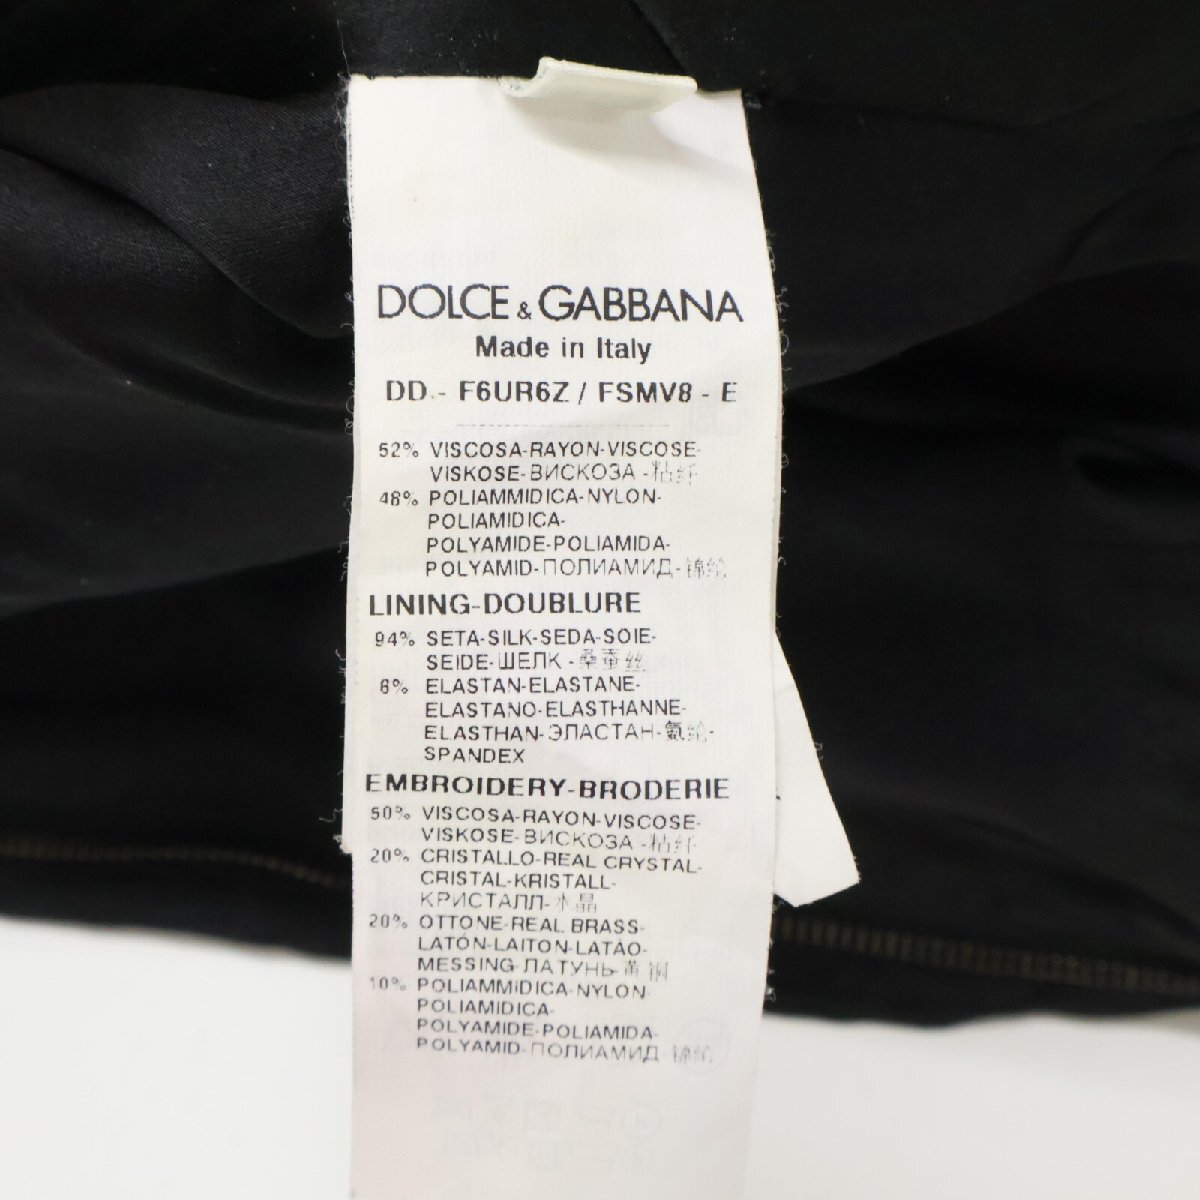 DOLCE & GABBANA
Made in Italy
DD.- F6UR6Z / FSMV8 - E
52% VISCOSA-RAYON-VISCOSE-
VISKOSE-ВИСКОЗА-粘纤
48% POLIAMMIDICA-NYLON-
POLIAMIDICA-
POLYAMIDE-POLIAMIDA-
POLYAMID-ПОЛИАМИД-锦纶
LINING-DOUBLURE
94% SETA-SILK-SEDA-SOIE-
SEIDE-ШЕЛК-桑蚕丝
6% ELASTAN-ELASTANE-
ELASTANO-ELASTHANNE-
ELASTHAN-ЭЛАСТАН-氨纶-
SPANDEX
EMBROIDERY-BRODERIE
50% VISCOSA-RAYON-VISCOSE-
VISKOSE-ВИСКОЗА-粘纤
20% CRISTALLO-REAL CRYSTAL-
CRISTAL-KRISTALL-
КРИСТАЛЛ-水晶
20% OTTONE-REAL BRASS-
LATÓN-LAITON-LATÃO-
MESSING-ЛАТУНЬ-黄铜
10% POLIAMMIDICA-NYLON-
POLIAMIDICA-
POLYAMIDE-POLIAMIDA-
POLYAMID-ПОЛИАМИД-锦纶